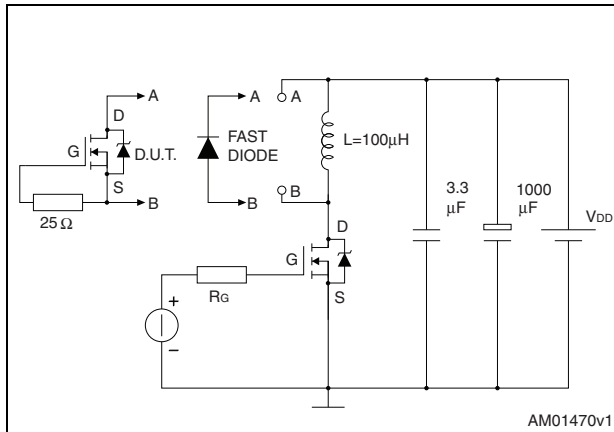 A
D
G
D.U.T.
S
B
25 Ω
A
FAST
DIODE
B
A
B
L=100μH
D
G
S
RG
+
−
3.3
μF
1000
μF
VDD
AM01470v1